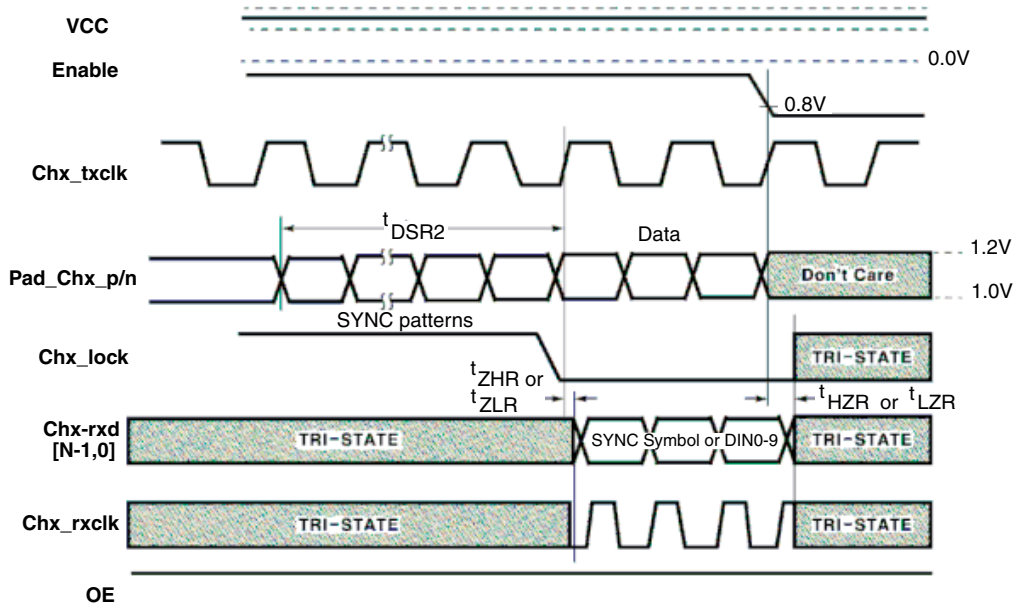 VCC
0.0V
Enable
0.8V
Chx_txclk
tDSR2
Data
1.2V
Pad_Chx_p/n
Don't Care
1.0V
SYNC patterns
Chx_lock
TRI-STATE
tZHR or
tZLR
tHZR or tLZR
Chx-rxd
[N-1,0]
TRI-STATE
SYNC Symbol or DIN0-9
TRI-STATE
Chx_rxclk
TRI-STATE
TRI-STATE
OE